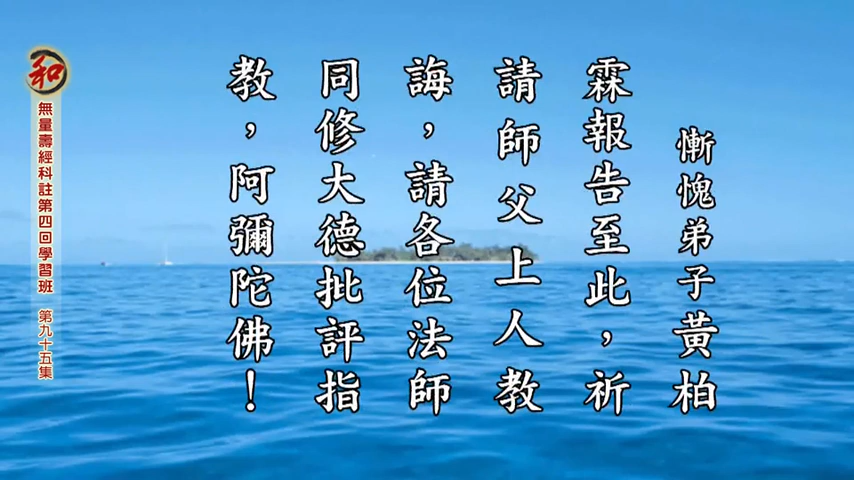 慚愧弟子黃柏
霖報告至此，祈
請師父上人教
誨，請各位法師
同修大德批評指
教，阿彌陀佛！
和
無量壽經科註第四回學習班 第九十五集